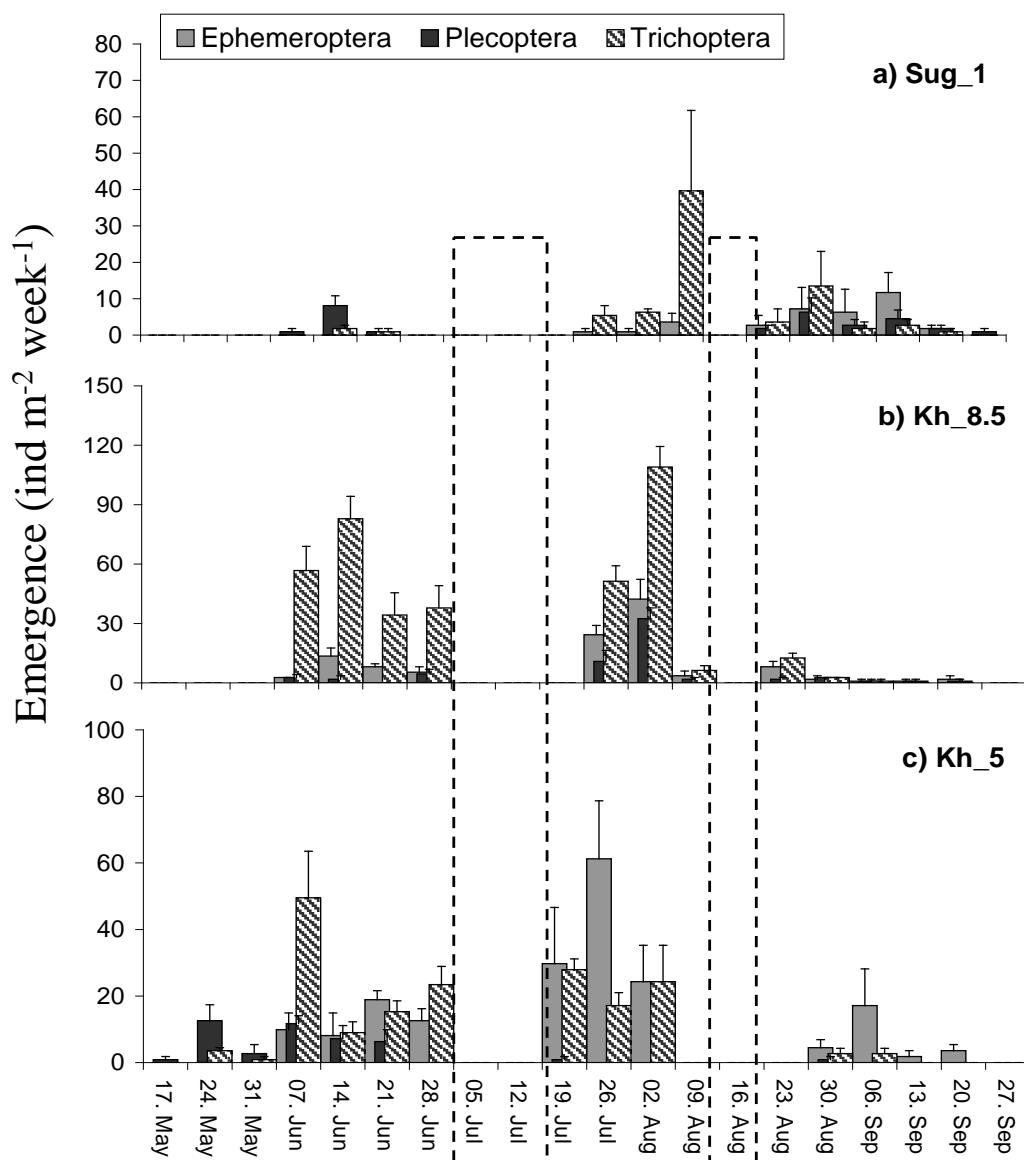 Ephemeroptera Plecoptera Trichoptera
a) Sug_1
80
70
60
50
40
30
20
10
0
Emergence (ind m⁻² week⁻¹)
b) Kh_8.5
150
120
90
60
30
0
c) Kh_5
100
80
60
40
20
0
17. May
24. May
31. May
07. Jun
14. Jun
21. Jun
28. Jun
05. Jul
12. Jul
19. Jul
26. Jul
02. Aug
09. Aug
16. Aug
23. Aug
30. Aug
06. Sep
13. Sep
20. Sep
27. Sep